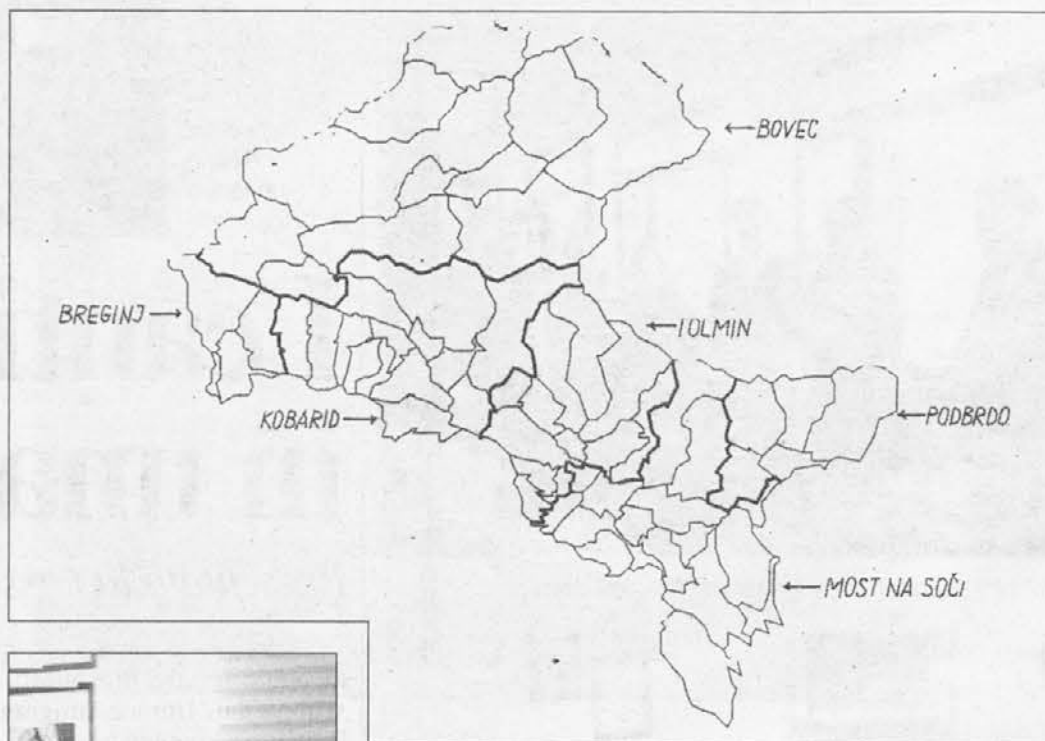 ← BOVEC
BREGINJ →
← TOLMIN
KOBARID →
← PODBRDO
← MOST NA SOČI